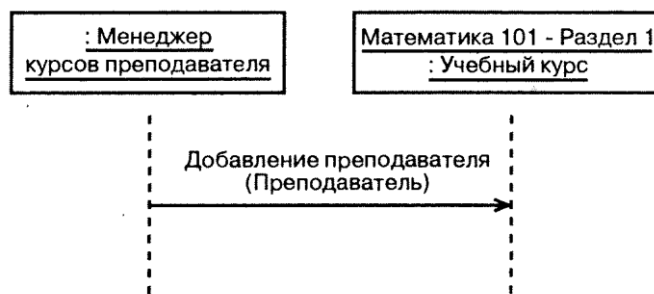 : Менеджер
курсов преподавателя
Математика 101 - Раздел 1
: Учебный курс
Добавление преподавателя
(Преподаватель)